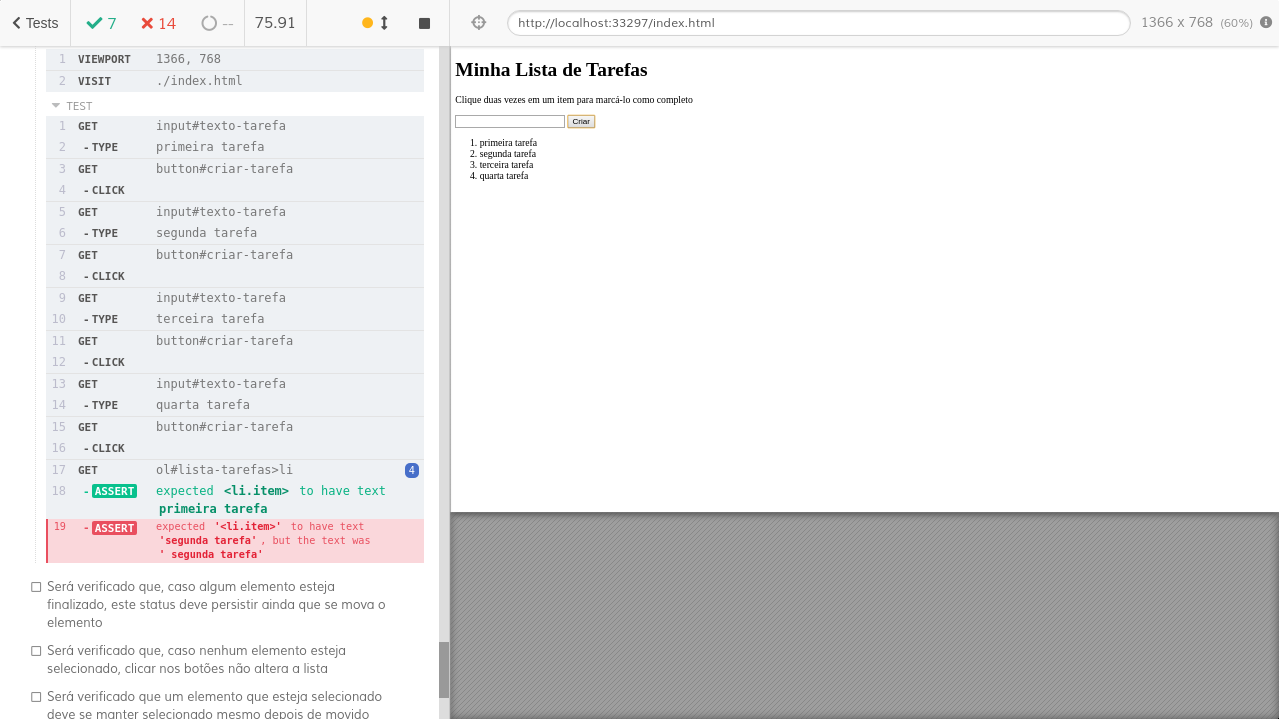 Tests 7 14 -- 75.91 http://localhost:33297/index.html 1366 x 768 (60%)
1 VIEWPORT 1366, 768
2 VISIT ./index.html
TEST
1 GET input#texto-tarefa
2 -TYPE primeira tarefa
3 GET button#criar-tarefa
4 -CLICK
5 GET input#texto-tarefa
6 -TYPE segunda tarefa
7 GET button#criar-tarefa
8 -CLICK
9 GET input#texto-tarefa
10 -TYPE terceira tarefa
11 GET button#criar-tarefa
12 -CLICK
13 GET input#texto-tarefa
14 -TYPE quarta tarefa
15 GET button#criar-tarefa
16 -CLICK
17 GET ol#lista-tarefas>li 4
18 -ASSERT expected <li.item> to have text
primeira tarefa
19 -ASSERT expected '<li.item>' to have text
'segunda tarefa', but the text was
' segunda tarefa'
Será verificado que, caso algum elemento esteja
finalizado, este status deve persistir ainda que se mova o
elemento
Será verificado que, caso nenhum elemento esteja
selecionado, clicar nos botões não altera a lista
Será verificado que um elemento que esteja selecionado
deve se manter selecionado mesmo depois de movido
Minha Lista de Tarefas
Clique duas vezes em um item para marcá-lo como completo
Criar
1. primeira tarefa
2. segunda tarefa
3. terceira tarefa
4. quarta tarefa